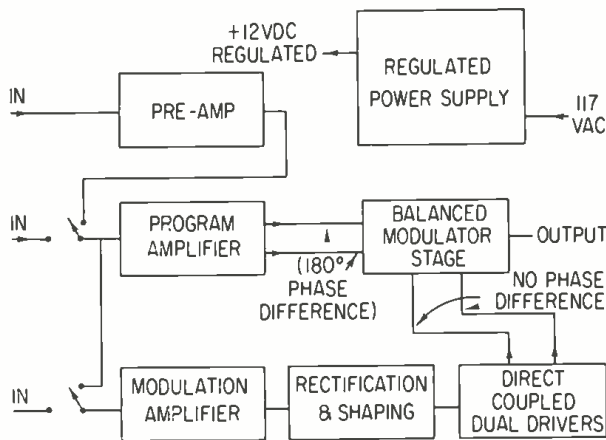 +12VDC
REGULATED
REGULATED
POWER SUPPLY
117
VAC
IN
PRE-AMP
IN
PROGRAM
AMPLIFIER
(180°
PHASE
DIFFERENCE)
BALANCED
MODULATOR
STAGE
OUTPUT
NO PHASE
DIFFERENCE
IN
MODULATION
AMPLIFIER
RECTIFICATION
& SHAPING
DIRECT
COUPLED
DUAL DRIVERS